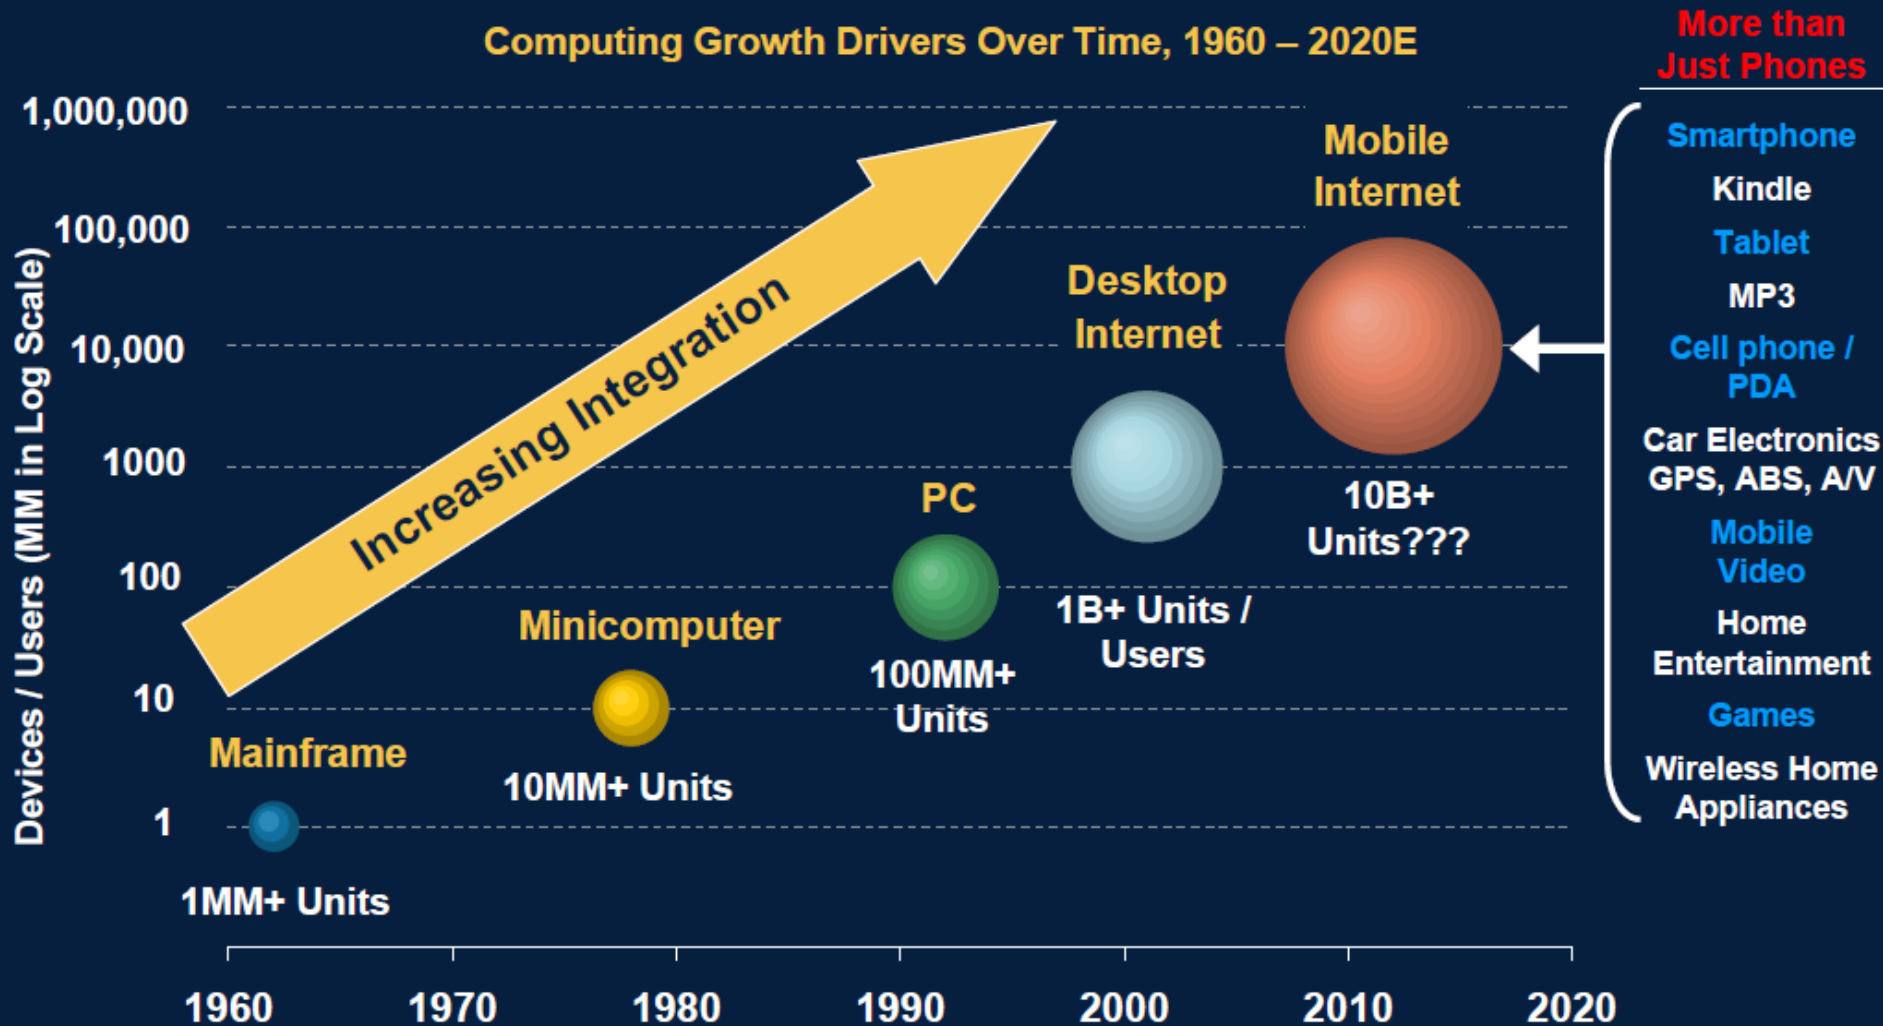 Computing Growth Drivers Over Time, 1960 – 2020E
Devices / Users (MM in Log Scale)
1,000,000
100,000
10,000
1000
100
10
1
Increasing Integration
Mainframe
1MM+ Units
Minicomputer
10MM+ Units
PC
100MM+
Units
Desktop
Internet
1B+ Units /
Users
Mobile
Internet
10B+
Units???
1960
1970
1980
1990
2000
2010
2020
More than
Just Phones
Smartphone
Kindle
Tablet
MP3
Cell phone /
PDA
Car Electronics
GPS, ABS, A/V
Mobile
Video
Home
Entertainment
Games
Wireless Home
Appliances